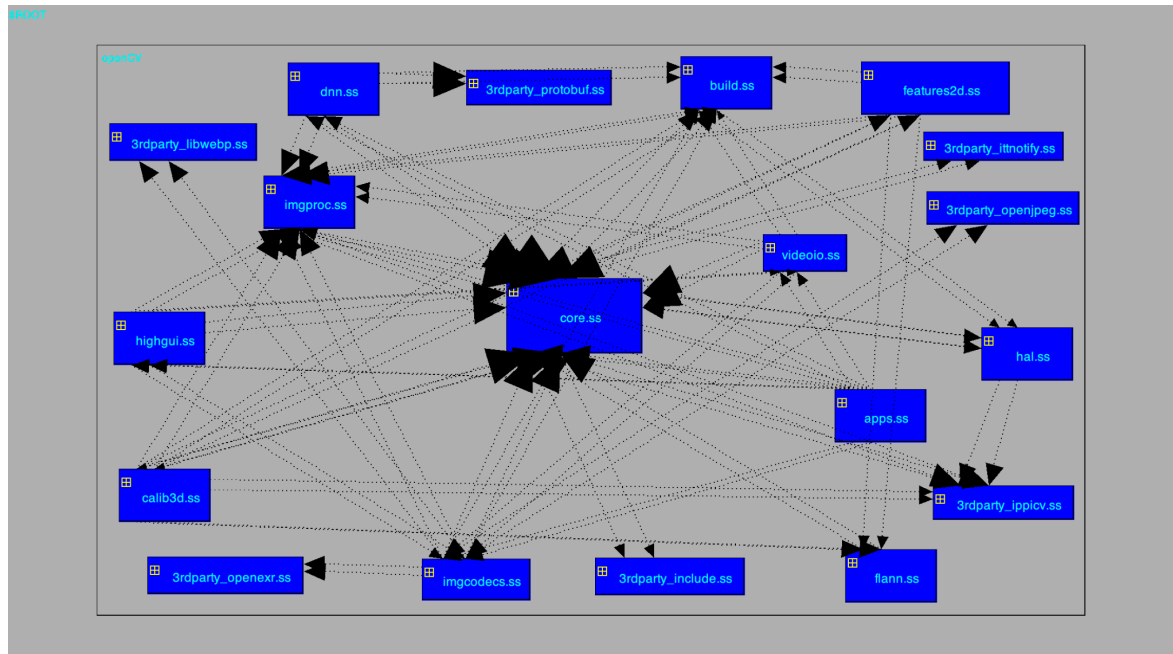 $ROOT
openCV
dnn.ss
3rdparty_protobuf.ss
build.ss
features2d.ss
3rdparty_libwebp.ss
3rdparty_ittnotify.ss
imgproc.ss
3rdparty_openjpeg.ss
videoio.ss
core.ss
highgui.ss
hal.ss
apps.ss
calib3d.ss
3rdparty_ippicv.ss
3rdparty_openexr.ss
imgcodecs.ss
3rdparty_include.ss
flann.ss